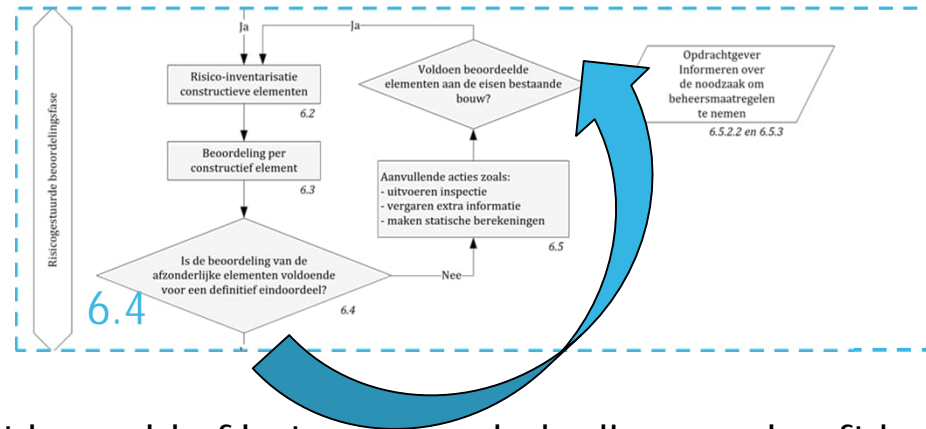 Risicogestuurde beoordelingsfase
Ja
Ja
Risico-inventarisatie
constructieve elementen
6.2
Beoordeling per
constructief element
6.3
Is de beoordeling van de
afzonderlijke elementen voldoende
voor een definitief eindoordeel?
6.4
6.4
Nee
Aanvullende acties zoals:
- uitvoeren inspectie
- vergaren extra informatie
- maken statische berekeningen
6.5
Voldoen beoordeelde
elementen aan de eisen bestaande
bouw?
Opdrachtgever
Informeren over
de noodzaak om
beheersmaatregelen
te nemen
6.5.2.2 en 6.5.3